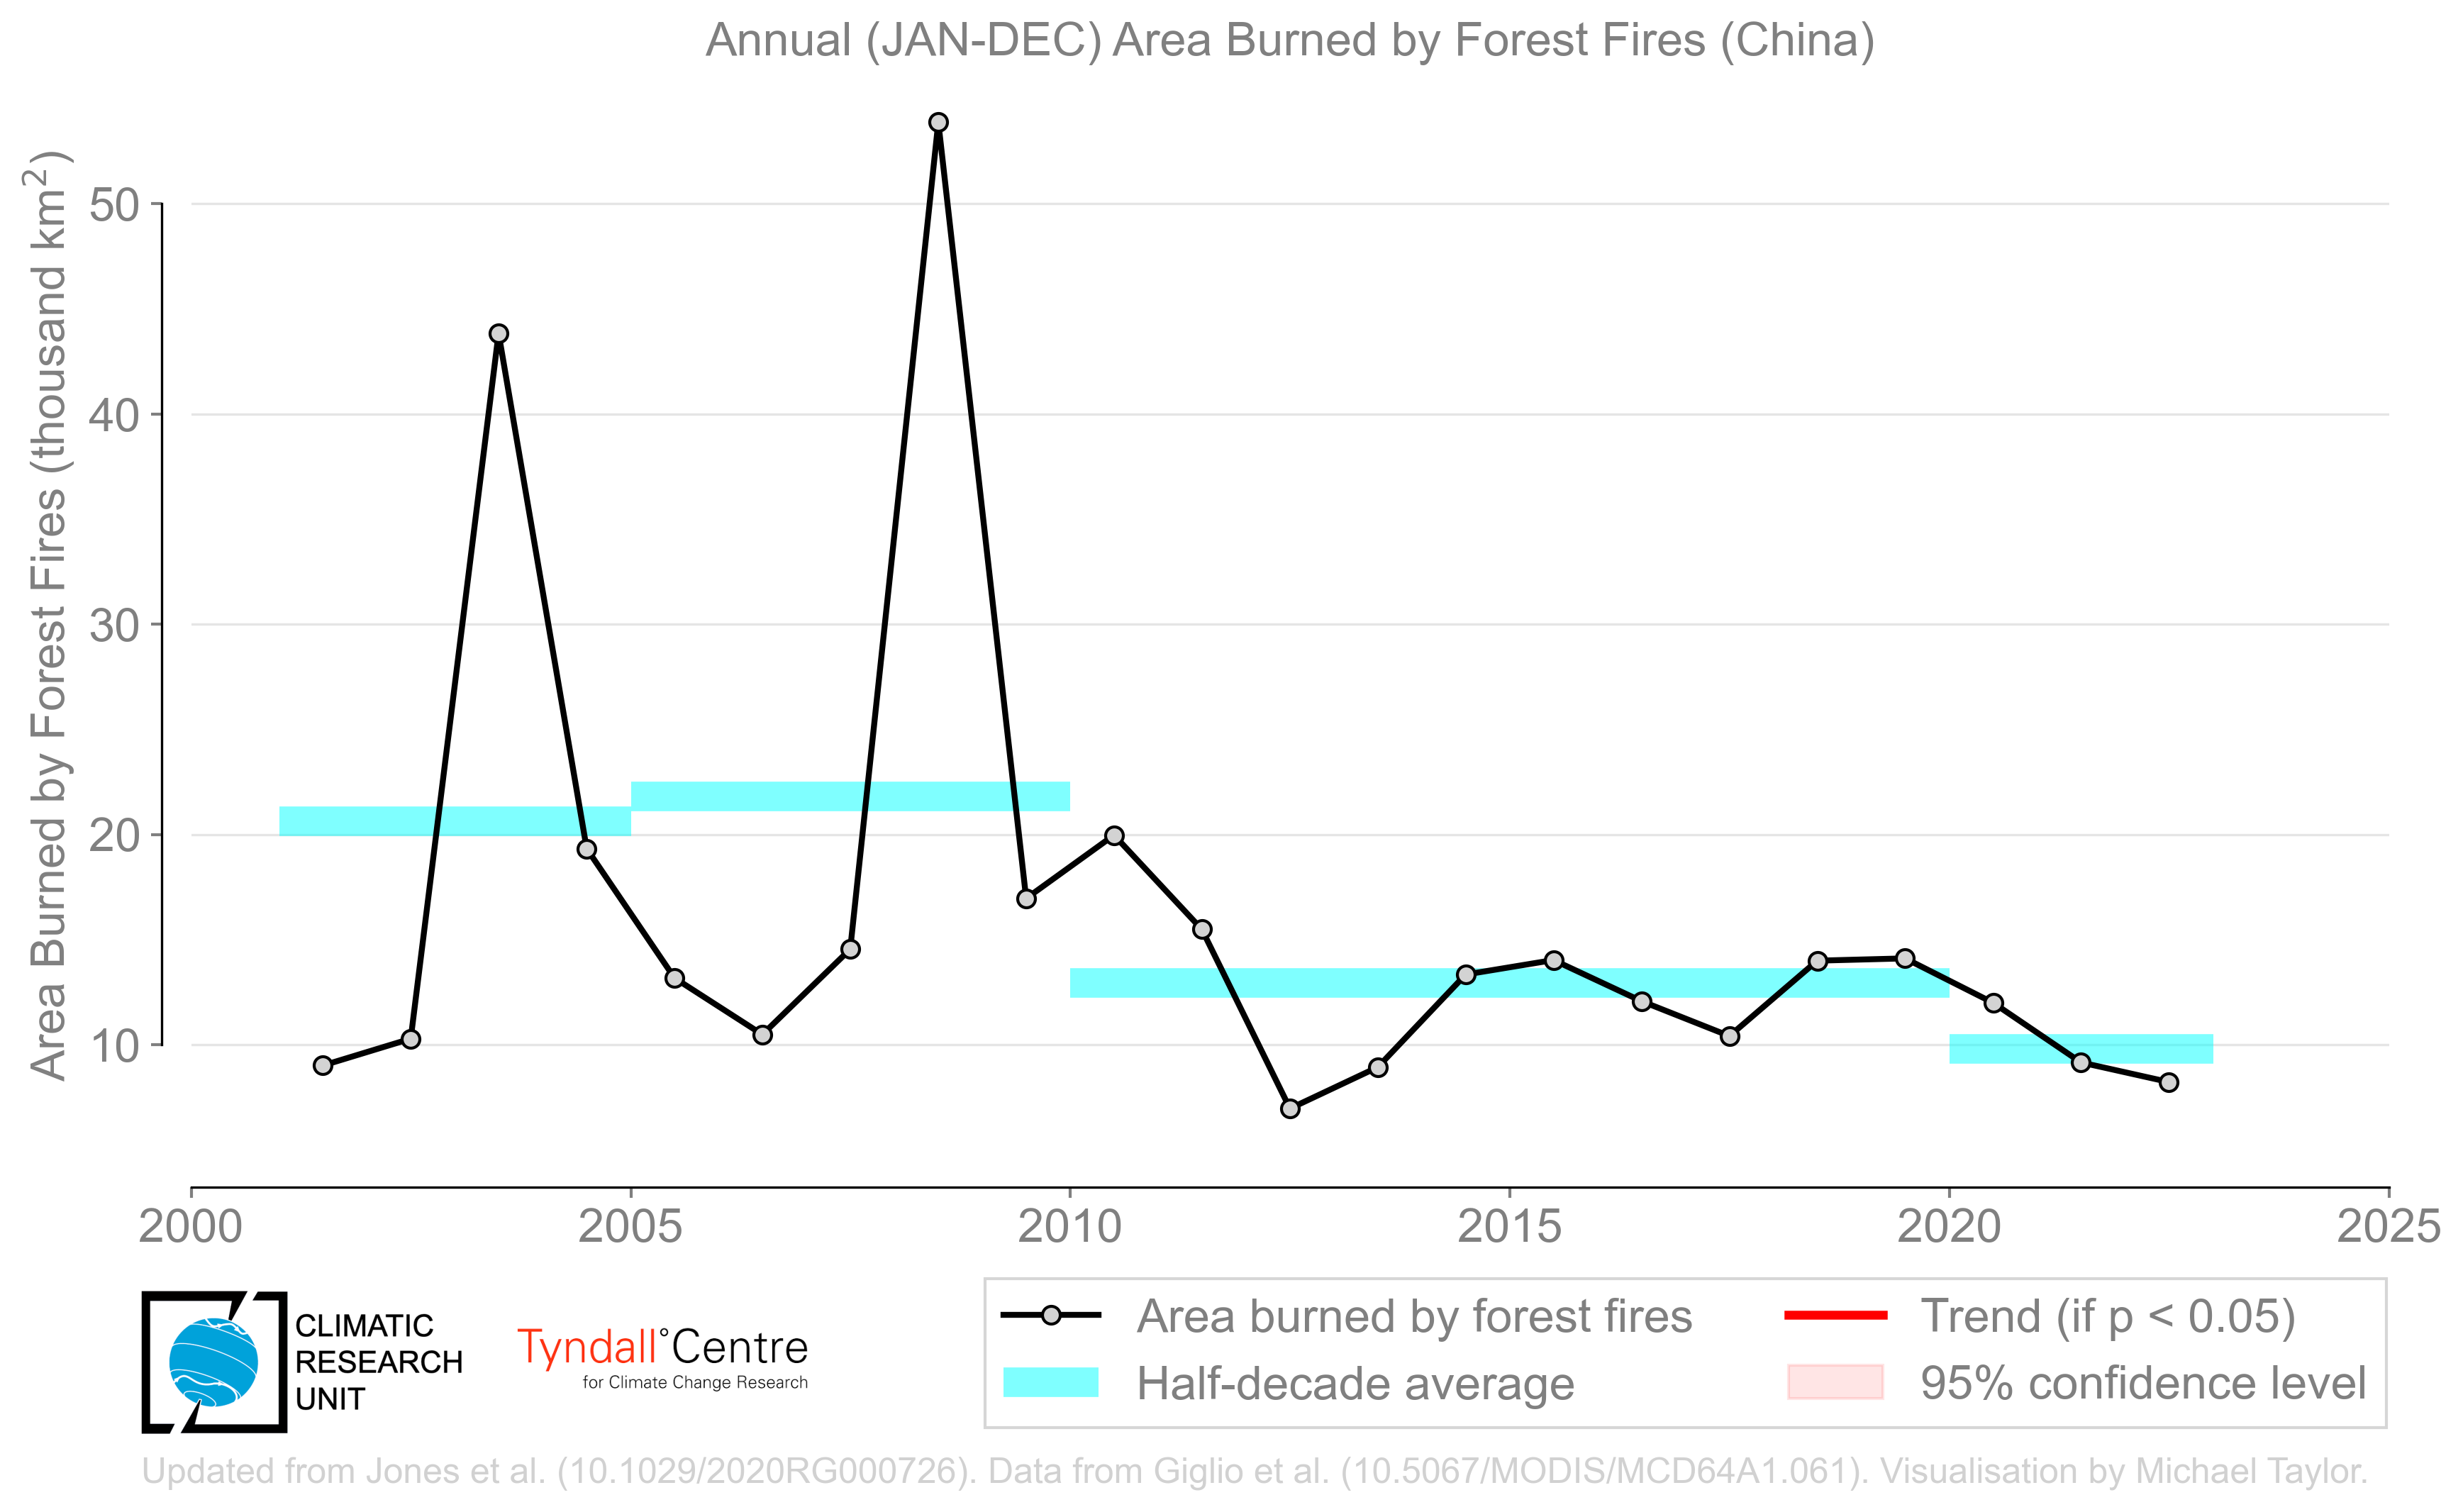 Annual (JAN-DEC) Area Burned by Forest Fires (China)
Area Burned by Forest Fires (thousand km²)
50
40
30
20
10
2000 2005 2010 2015 2020 2025
CLIMATIC
RESEARCH
UNIT
Tyndall°Centre
for Climate Change Research
Area burned by forest fires
Half-decade average
Trend (if p < 0.05)
95% confidence level
Updated from Jones et al. (10.1029/2020RG000726). Data from Giglio et al. (10.5067/MODIS/MCD64A1.061). Visualisation by Michael Taylor.